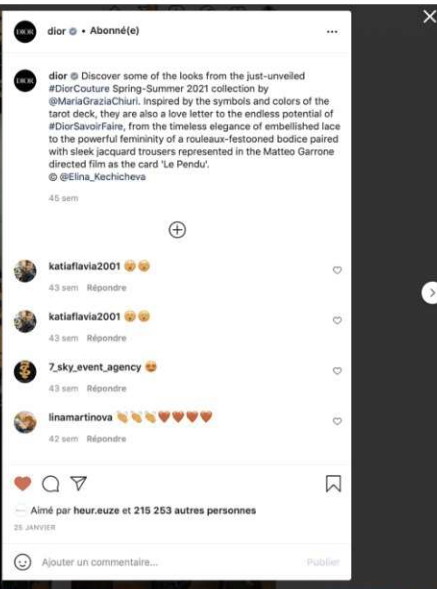 DIOR
dior • Abonné(e)
DIOR
dior Discover some of the looks from the just-unveiled
#DiorCouture Spring-Summer 2021 collection by
@MariaGraziaChiuri. Inspired by the symbols and colors of the
tarot deck, they are also a love letter to the endless potential of
#DiorSavoirFaire, from the timeless elegance of embellished lace
to the powerful femininity of a rouleaux-festooned bodice paired
with sleek jacquard trousers represented in the Matteo Garrone
directed film as the card 'Le Pendu'.
© @Elina_Kechicheva
45 sem
katiaflavia2001
43 sem Répondre
katiaflavia2001
43 sem Répondre
7_sky_event_agency 😍
43 sem Répondre
linamartinova 👏👏👏🤎🤎🤎🤎
42 sem Répondre
Aimé par heur.euze et 215 253 autres personnes
25 JANVIER
Ajouter un commentaire... Publier